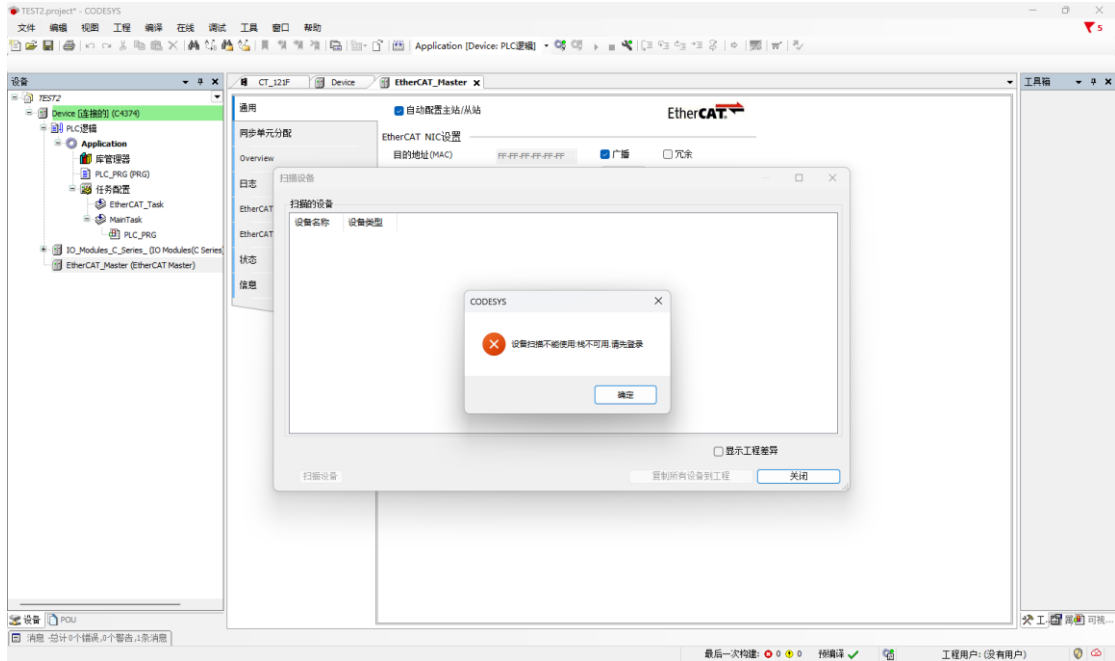 TEST2.project* - CODESYS
文件 编辑 视图 工程 编译 在线 调试 工具 窗口 帮助
5
Application [Device: PLC逻辑]
设备
CT_121F
Device
EtherCAT_Master
工具箱
TEST2
Device [连接的] (C4374)
PLC逻辑
Application
库管理器
PLC_PRG (PRG)
任务配置
EtherCAT_Task
MainTask
PLC_PRG
IO_Modules_C_Series_ (IO Modules(C Series
EtherCAT_Master (EtherCAT Master)
通用
同步单元分配
Overview
日志
EtherCAT
EtherCAT
状态
信息
自动配置主站/从站
EtherCAT.
EtherCAT NIC设置
目的地址(MAC)
FF-FF-FF-FF-FF-FF
广播
冗余
扫描设备
扫描的设备
设备名称 设备类型
CODESYS
设备扫描不能使用:栈不可用.请先登录
确定
显示工程差异
扫描设备
复制所有设备到工程
关闭
设备
POU
工.
可视...
消息 -总计0个错误,0个警告,1条消息
最后一次构建: 0 0 预编译
工程用户: (没有用户)